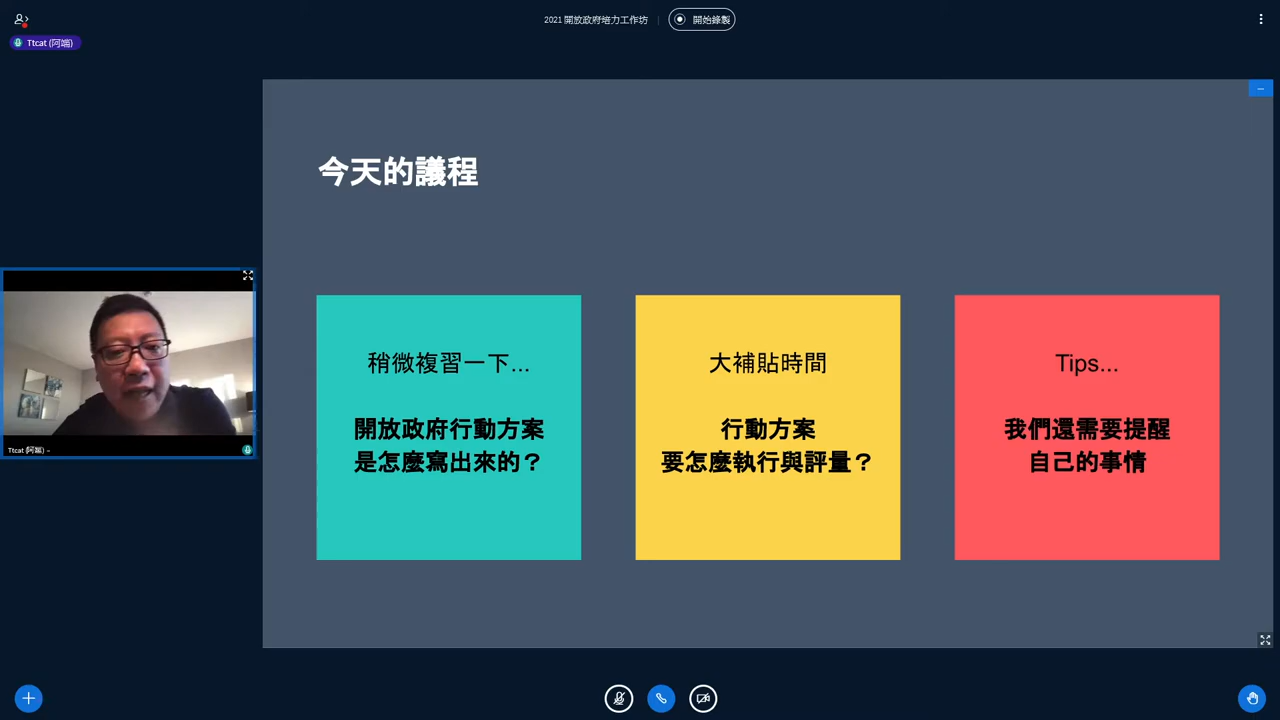 2021 開放政府培力工作坊
開始錄製
Ttcat (阿端)
今天的議程
稍微複習一下...
開放政府行動方案
是怎麼寫出來的？
大補貼時間
行動方案
要怎麼執行與評量？
Tips...
我們還需要提醒
自己的事情
Ttcat (阿端)